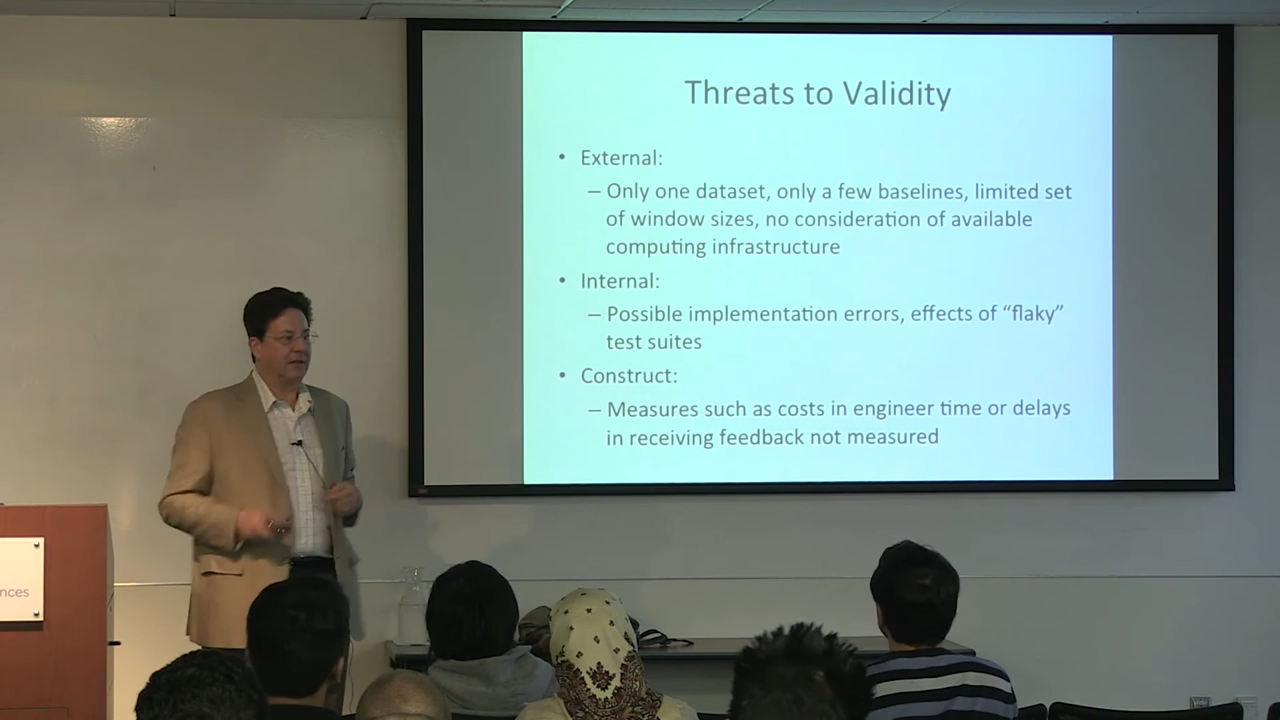 Threats to Validity
• External:
– Only one dataset, only a few baselines, limited set
of window sizes, no consideration of available
computing infrastructure
• Internal:
– Possible implementation errors, effects of “flaky”
test suites
• Construct:
– Measures such as costs in engineer time or delays
in receiving feedback not measured
nces